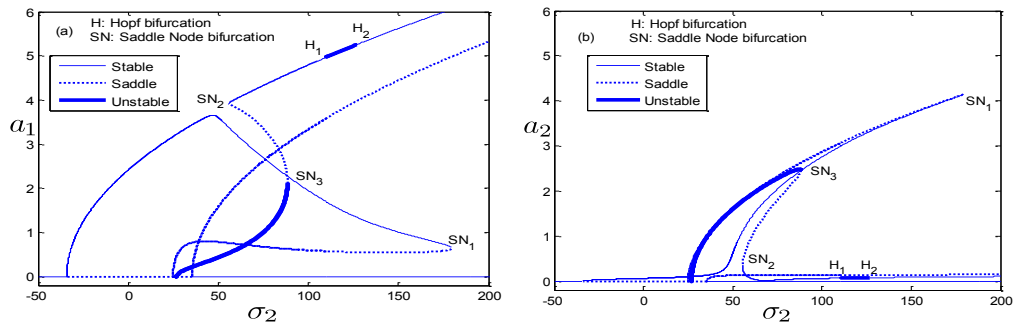 (a)
H: Hopf bifurcation
SN: Saddle Node bifurcation
Stable
Saddle
Unstable
H1
H2
SN2
SN3
SN1
a1
6
5
4
3
2
1
0
-50
0
50
100
150
200
σ2
(b)
H: Hopf bifurcation
SN: Saddle Node bifurcation
Stable
Saddle
Unstable
SN1
SN3
SN2
H1
H2
a2
6
5
4
3
2
1
0
-50
0
50
100
150
200
σ2